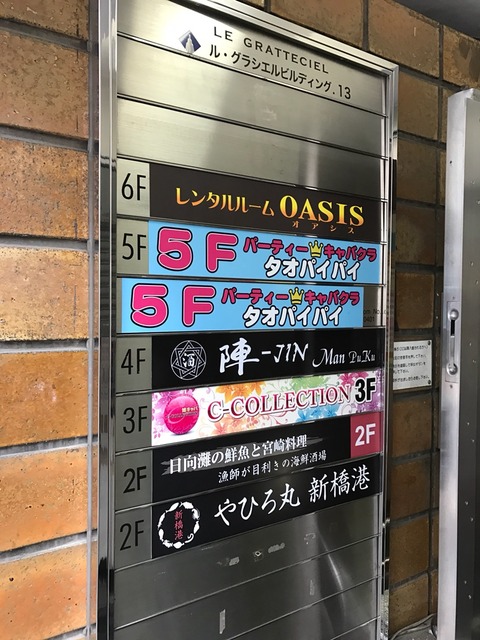 LE GRATTECIEL
ル・グラシエルビルディング.13
6F
レンタルルーム OASIS
オアシス
5F
5F パーティー キャバクラ
タオパイパイ
5F パーティー キャバクラ
タオパイパイ
4F
酒 陣-JIN Man PuKu
3F
C-COLLECTION 3F
2F
日向灘の鮮魚と宮崎料理 2F
漁師が目利きの海鮮酒場
2F
新橋港 やひろ丸 新橋港